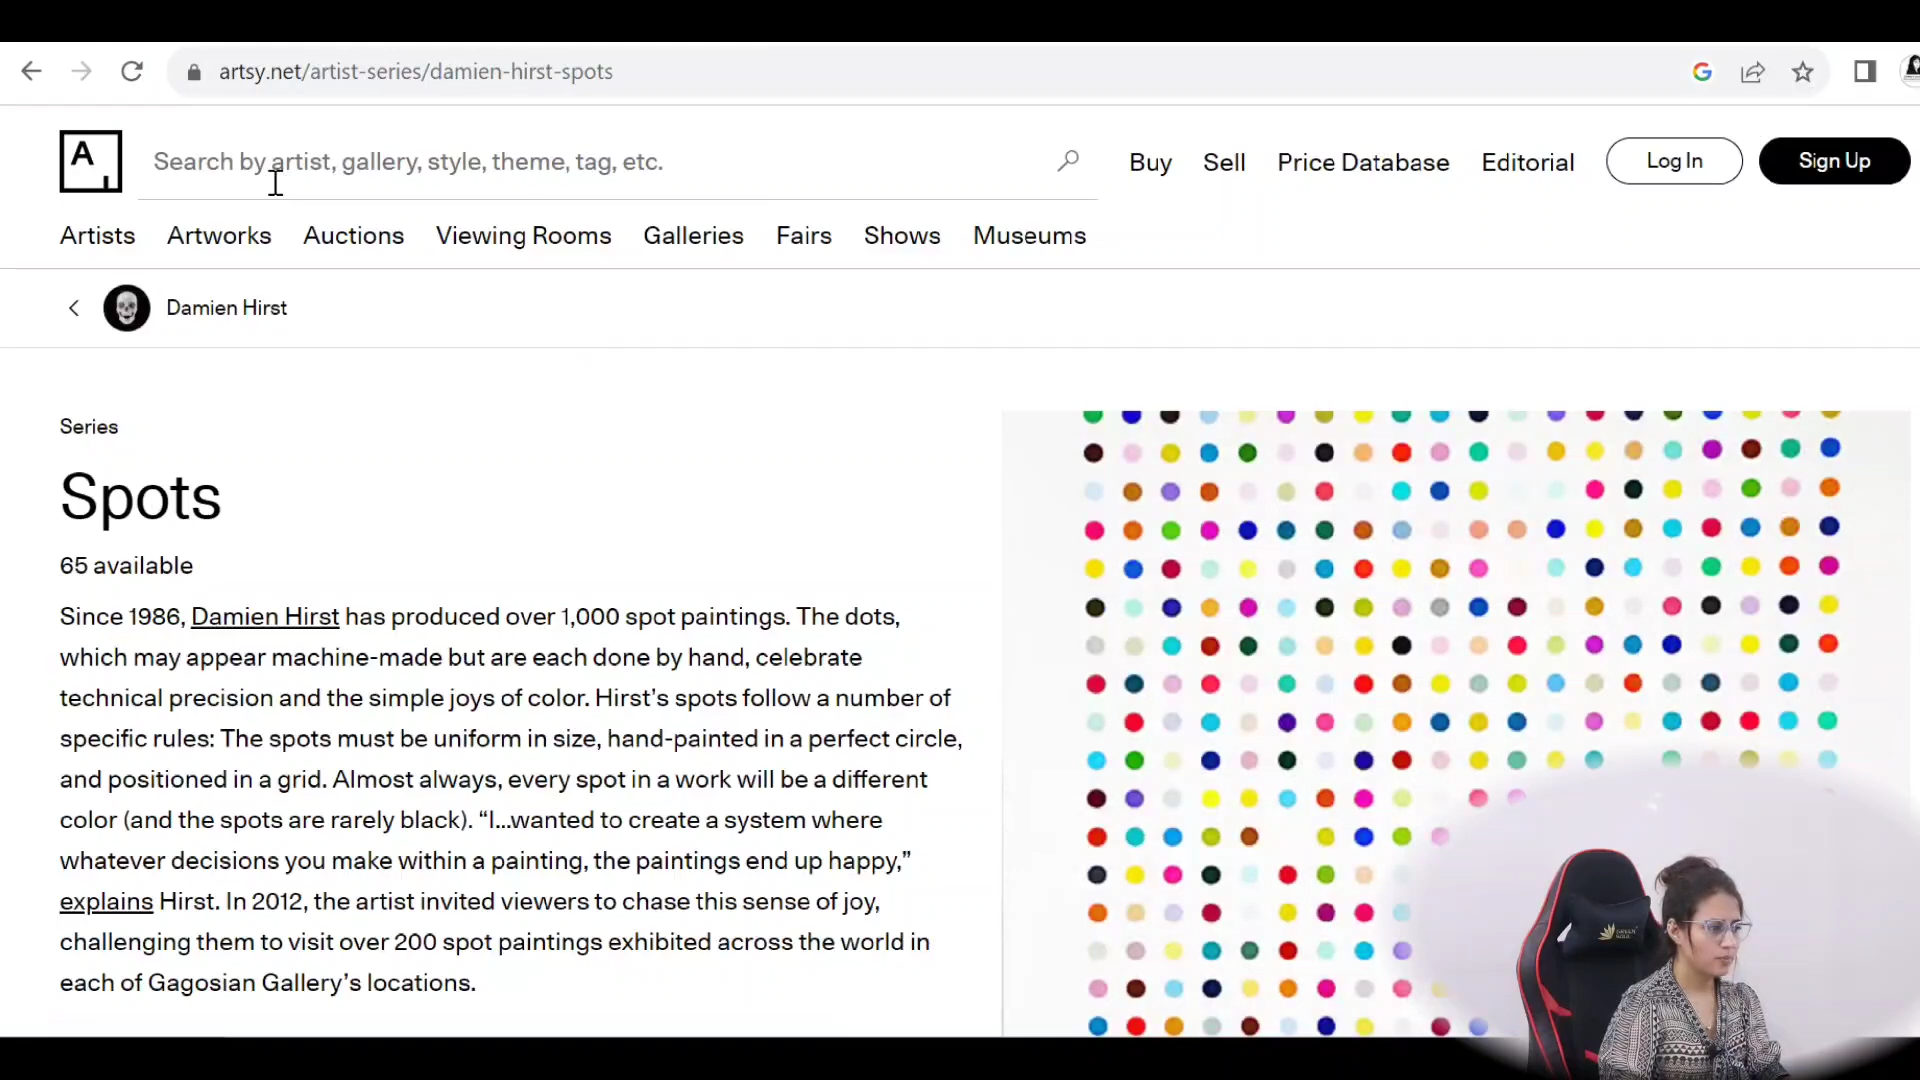 artsy.net/artist-series/damien-hirst-spots
A
Search by artist, gallery, style, theme, tag, etc.
Buy Sell Price Database Editorial Log In Sign Up
Artists Artworks Auctions Viewing Rooms Galleries Fairs Shows Museums
Damien Hirst
Series
Spots
65 available
Since 1986, Damien Hirst has produced over 1,000 spot paintings. The dots,
which may appear machine-made but are each done by hand, celebrate
technical precision and the simple joys of color. Hirst’s spots follow a number of
specific rules: The spots must be uniform in size, hand-painted in a perfect circle,
and positioned in a grid. Almost always, every spot in a work will be a different
color (and the spots are rarely black). “I...wanted to create a system where
whatever decisions you make within a painting, the paintings end up happy,”
explains Hirst. In 2012, the artist invited viewers to chase this sense of joy,
challenging them to visit over 200 spot paintings exhibited across the world in
each of Gagosian Gallery’s locations.